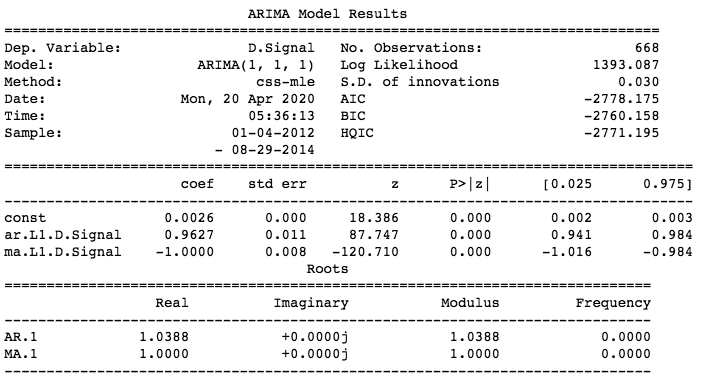 ARIMA Model Results
==============================================================================
Dep. Variable: D.Signal No. Observations: 668
Model: ARIMA(1, 1, 1) Log Likelihood 1393.087
Method: css-mle S.D. of innovations 0.030
Date: Mon, 20 Apr 2020 AIC -2778.175
Time: 05:36:13 BIC -2760.158
Sample: 01-04-2012 HQIC -2771.195
- 08-29-2014
==================================================================================
coef std err z P>|z| [0.025 0.975]
----------------------------------------------------------------------------------
const 0.0026 0.000 18.386 0.000 0.002 0.003
ar.L1.D.Signal 0.9627 0.011 87.747 0.000 0.941 0.984
ma.L1.D.Signal -1.0000 0.008 -120.710 0.000 -1.016 -0.984
Roots
=============================================================================
Real Imaginary Modulus Frequency
-----------------------------------------------------------------------------
AR.1 1.0388 +0.0000j 1.0388 0.0000
MA.1 1.0000 +0.0000j 1.0000 0.0000
-----------------------------------------------------------------------------